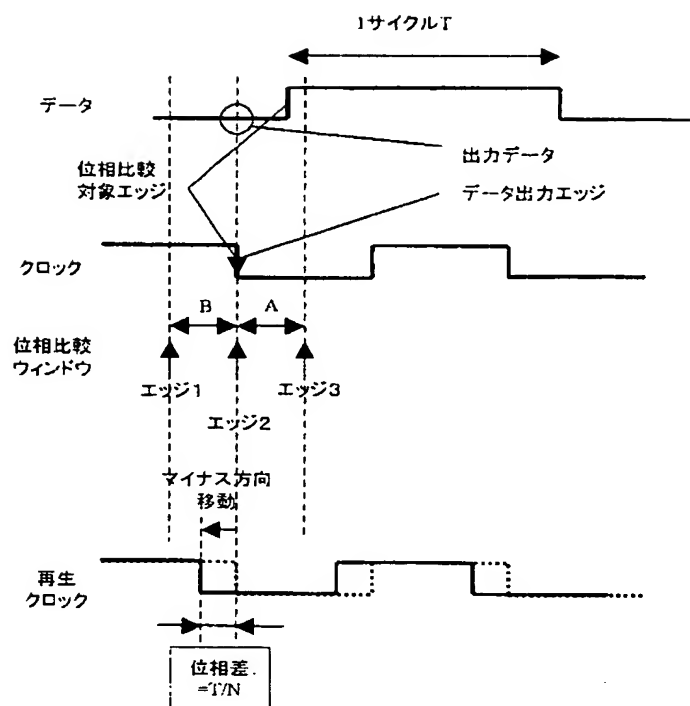 1サイクルT
データ
出力データ
位相比較
対象エッジ
データ出力エッジ
クロック
B
A
位相比較
ウィンドウ
エッジ1
エッジ3
エッジ2
マイナス方向
移動
再生
クロック
位相差
=T/N